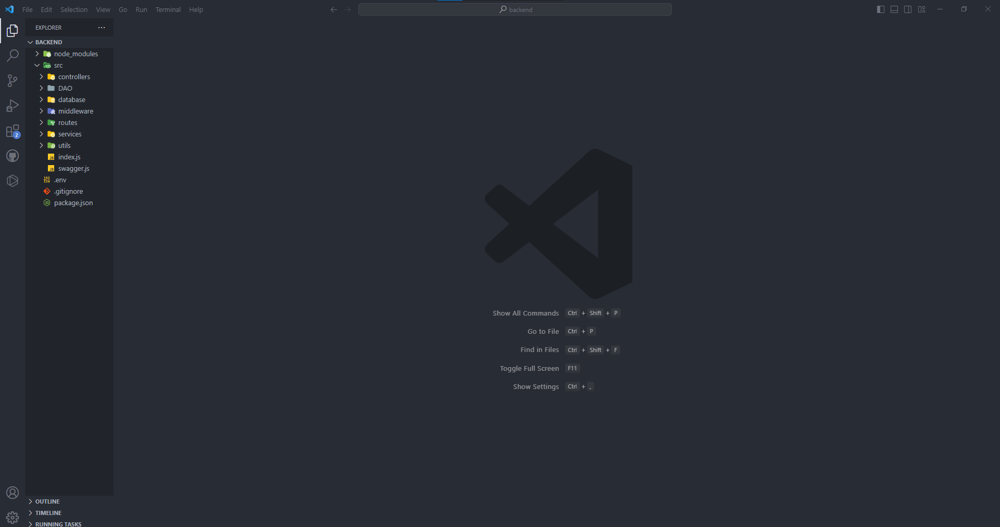 File Edit Selection View Go Run Terminal Help
backend
EXPLORER
BACKEND
node_modules
src
controllers
DAO
database
middleware
routes
services
2
utils
JS index.js
JS swagger.js
.env
.gitignore
package.json
Show All Commands Ctrl + Shift + P
Go to File Ctrl + P
Find in Files Ctrl + Shift + F
Toggle Full Screen F11
Show Settings Ctrl + ,
OUTLINE
TIMELINE
RUNNING TASKS